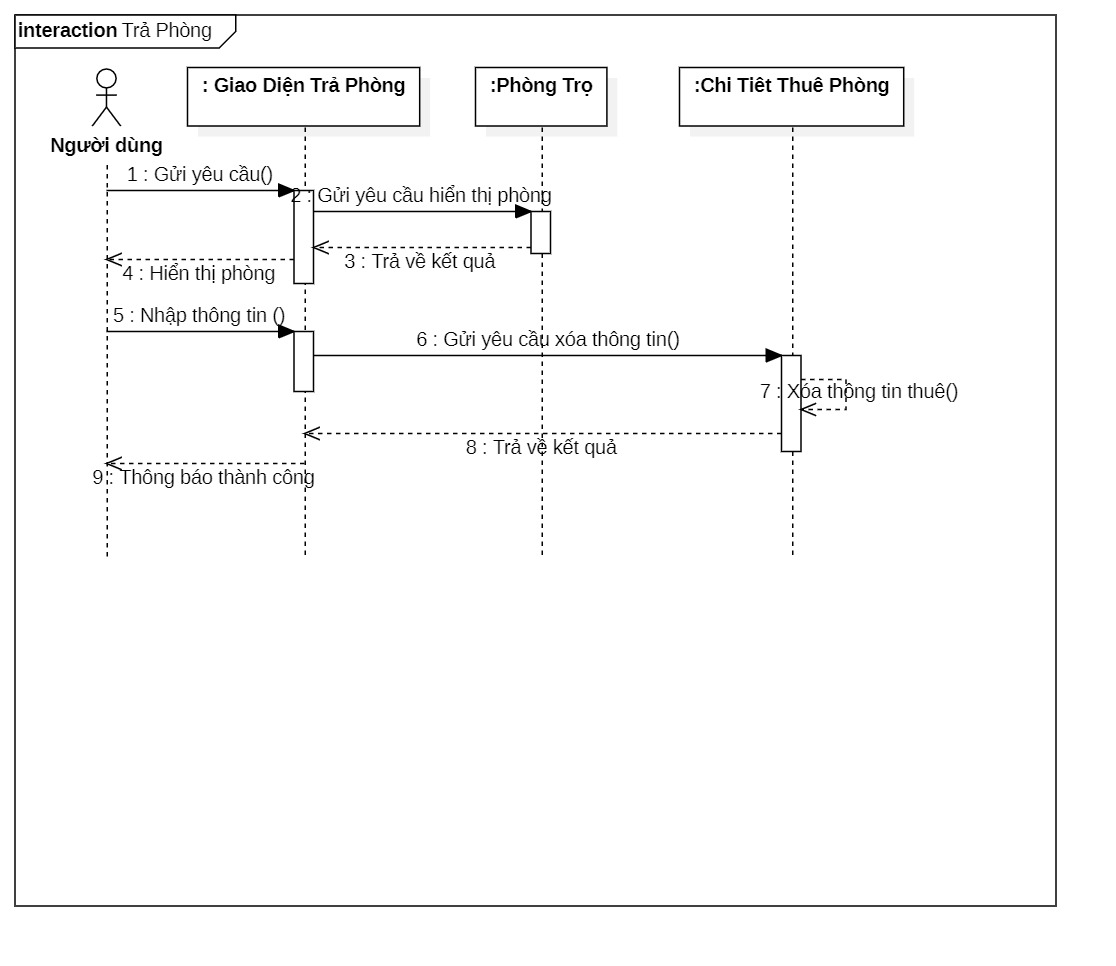 interaction Trả Phòng
Người dùng
: Giao Diện Trả Phòng
:Phòng Trọ
:Chi Tiêt Thuê Phòng
1 : Gửi yêu cầu()
2 : Gửi yêu cầu hiển thị phòng
3 : Trả về kết quả
4 : Hiển thị phòng
5 : Nhập thông tin ()
6 : Gửi yêu cầu xóa thông tin()
7 : Xóa thông tin thuê()
8 : Trả về kết quả
9 : Thông báo thành công